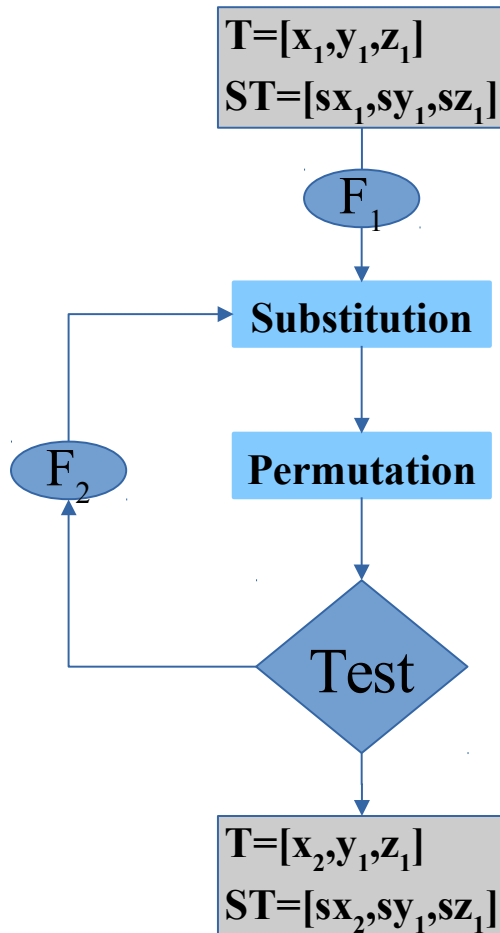 T=[x₁,y₁,z₁]
ST=[sx₁,sy₁,sz₁]
F₁
Substitution
F₂
Permutation
Test
T=[x₂,y₁,z₁]
ST=[sx₂,sy₁,sz₁]